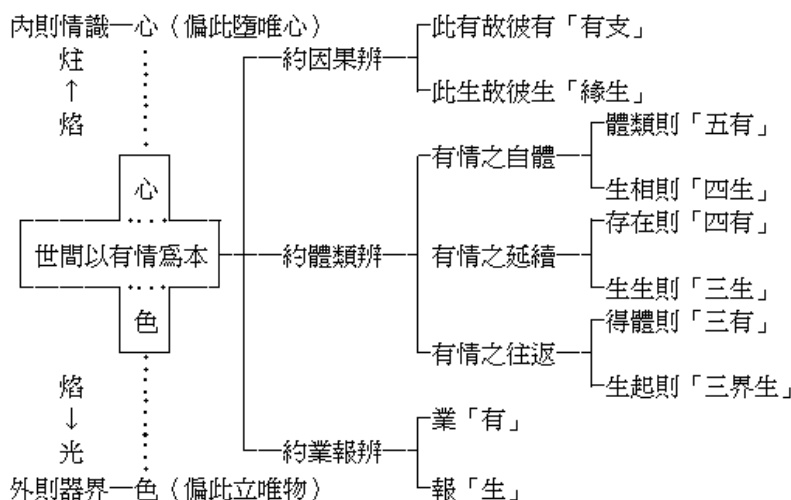 內則情識─心（偏此墮唯心）
炷
↑
焰
心
世間以有情為本
色
焰
↓
光
外則器界─色（偏此立唯物）
約因果辨
此有故彼有「有支」
此生故彼生「緣生」
約體類辨
有情之自體
體類則「五有」
生相則「四生」
有情之延續
存在則「四有」
生生則「三生」
有情之往返
得體則「三有」
生起則「三界生」
約業報辨
業「有」
報「生」